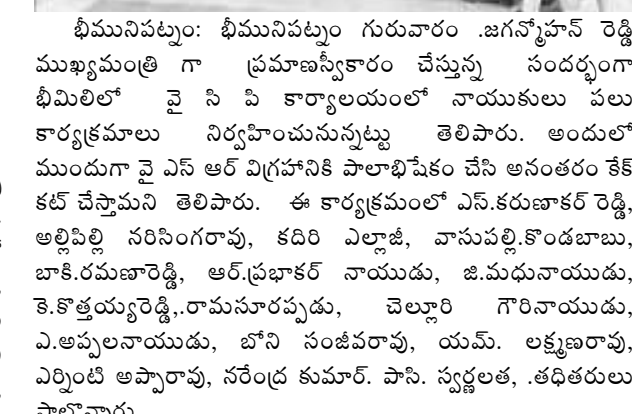 భీమునిపట్నం: భీమునిపట్నం గురువారం .జగన్మోహన్ రెడ్డి
ముఖ్యమంత్రి గా ప్రమాణస్వీకారం చేస్తున్న సందర్భంగా
భీమిలిలో వై సి పి కార్యాలయంలో నాయుకులు పలు
కార్యక్రమాలు నిర్వహించునున్నట్టు తెలిపారు. అందులో
ముందుగా వై ఎస్ ఆర్ విగ్రహానికి పాలాభిషేకం చేసి అనంతరం కేక్
కట్ చేస్తామని తెలిపారు. ఈ కార్యక్రమంలో ఎస్.కరుణాకర్ రెడ్డి,
అల్లిపిల్లి నరిసింగరావు, కదిరి ఎల్లాజీ, వాసుపల్లి.కొండబాబు,
బాకి.రమణారెడ్డి, ఆర్.ప్రభాకర్ నాయుడు, జి.మధునాయుడు,
కె.కొత్తయ్యరెడ్డి,.రామసూరప్పడు, చెల్లూరి గౌరినాయుడు,
ఎ.అప్పలనాయుడు, బోని సంజీవరావు, యమ్. లక్ష్మణరావు,
ఎర్నింటి అప్పారావు, నరేంద్ర కుమార్. పాసి. స్వర్ణలత, .తధితరులు
పాల్గొన్నారు